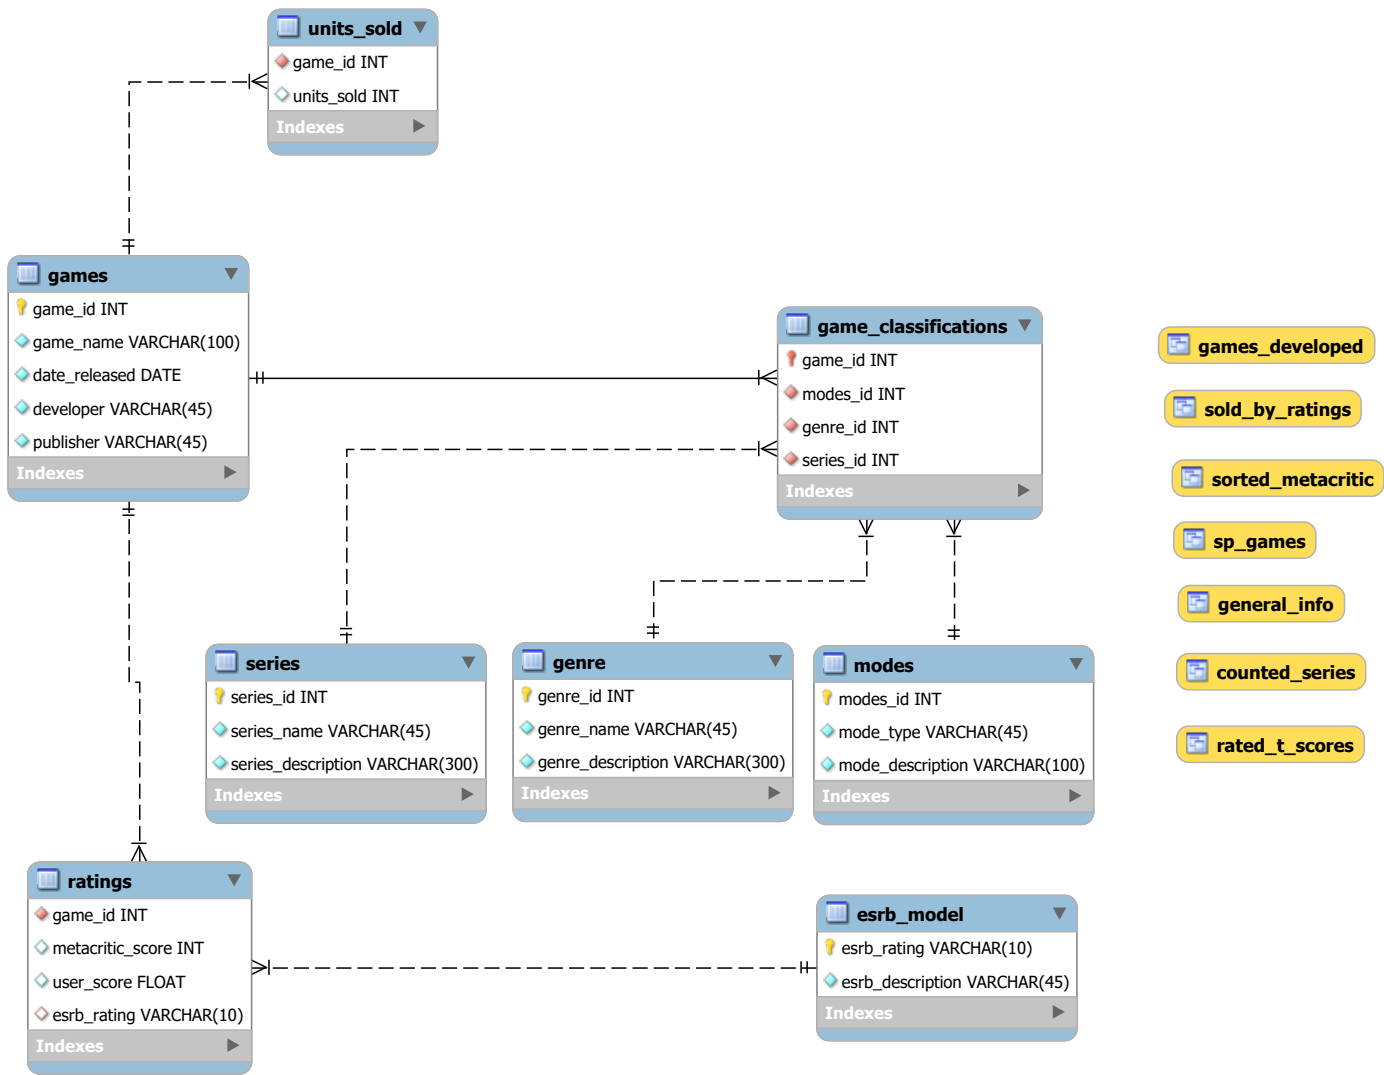 units_sold
game_id INT
units_sold INT
Indexes
games
game_id INT
game_name VARCHAR(100)
date_released DATE
developer VARCHAR(45)
publisher VARCHAR(45)
Indexes
game_classifications
game_id INT
modes_id INT
genre_id INT
series_id INT
Indexes
games_developed
sold_by_ratings
sorted_metacritic
sp_games
general_info
counted_series
rated_t_scores
series
series_id INT
series_name VARCHAR(45)
series_description VARCHAR(300)
Indexes
genre
genre_id INT
genre_name VARCHAR(45)
genre_description VARCHAR(300)
Indexes
modes
modes_id INT
mode_type VARCHAR(45)
mode_description VARCHAR(100)
Indexes
ratings
game_id INT
metacritic_score INT
user_score FLOAT
esrb_rating VARCHAR(10)
Indexes
esrb_model
esrb_rating VARCHAR(10)
esrb_description VARCHAR(45)
Indexes